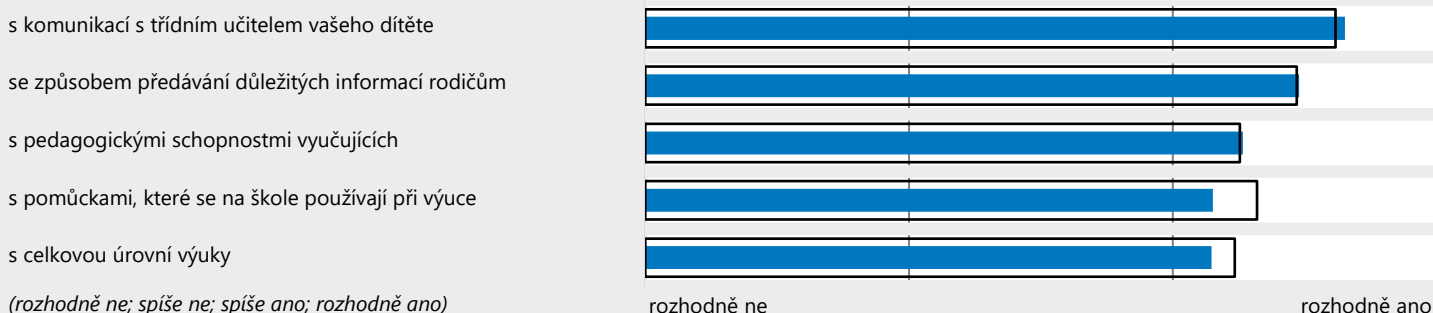 s komunikací s třídním učitelem vašeho dítěte
se způsobem předávání důležitých informací rodičům
s pedagogickými schopnostmi vyučujících
s pomůckami, které se na škole používají při výuce
s celkovou úrovní výuky
(rozhodně ne; spíše ne; spíše ano; rozhodně ano) rozhodně ne rozhodně ano